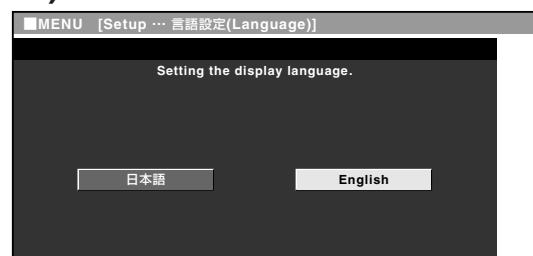 ■MENU [Setup … 言語設定(Language)]
Setting the display language.
日本語 English